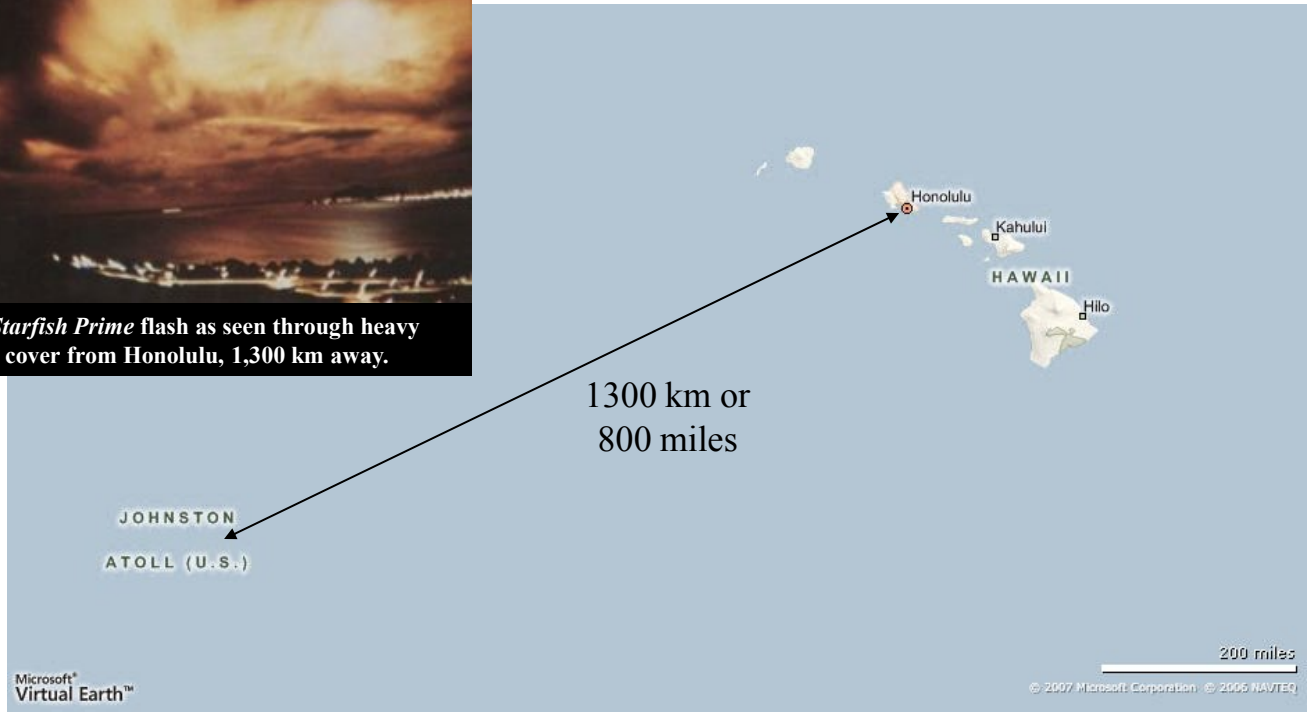 Starfish Prime flash as seen through heavy
cover from Honolulu, 1,300 km away.
Honolulu
Kahului
HAWAII
Hilo
1300 km or
800 miles
JOHNSTON
ATOLL (U.S.)
200 miles
Microsoft®
Virtual Earth™
© 2007 Microsoft Corporation © 2006 NAVTEQ